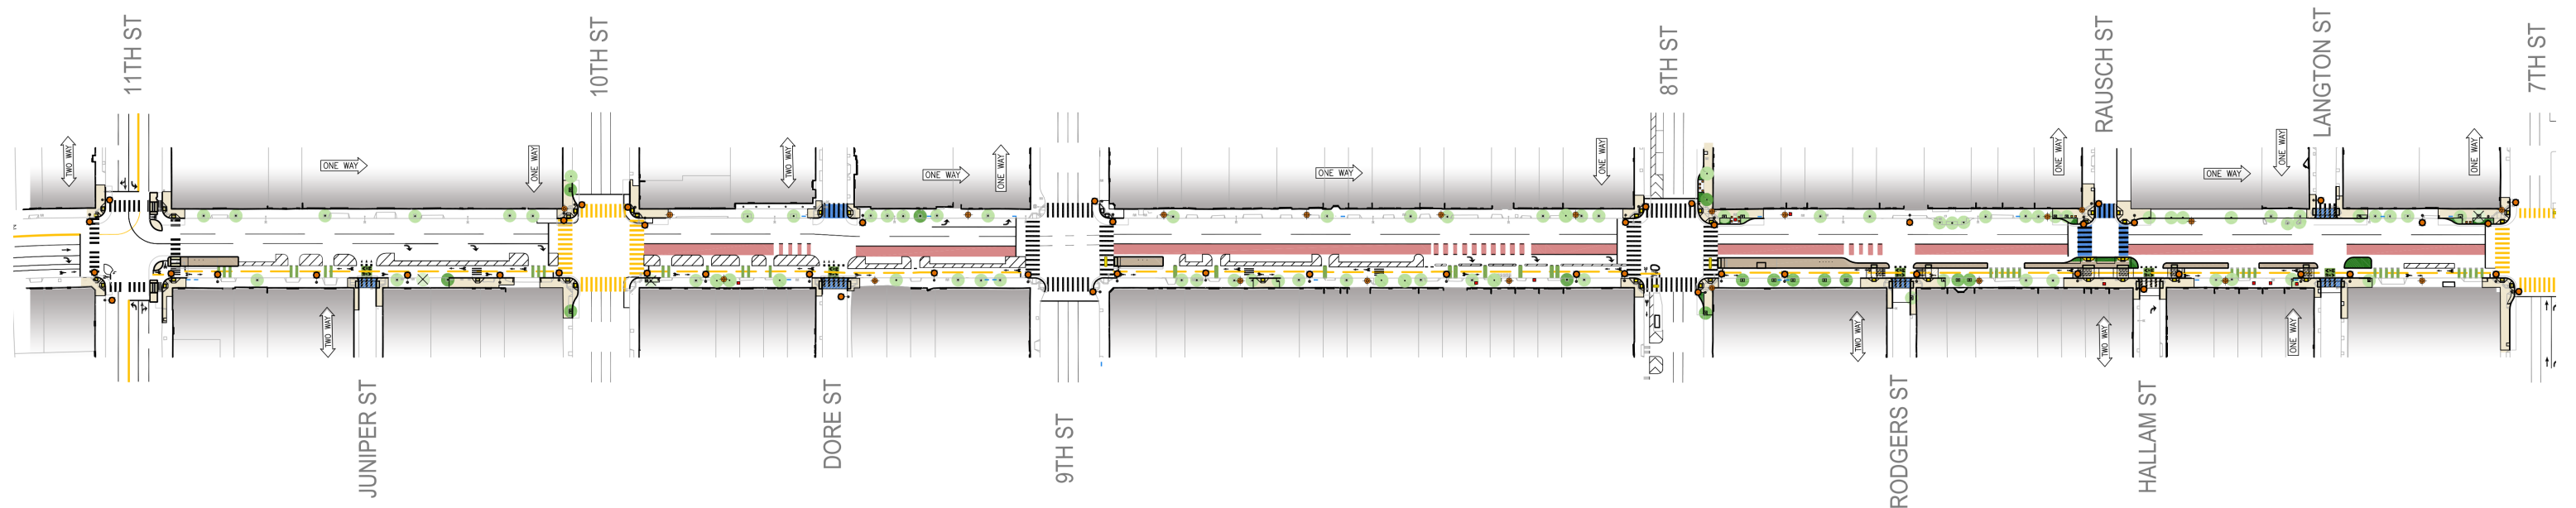 11TH ST
10TH ST
8TH ST
RAUSCH ST
LANGTON ST
7TH ST
TWO WAY
ONE WAY
ONE WAY
TWO WAY
ONE WAY
ONE WAY
ONE WAY
ONE WAY
ONE WAY
ONE WAY
ONE WAY
ONE WAY
TWO WAY
TWO WAY
TWO WAY
ONE WAY
JUNIPER ST
DORE ST
9TH ST
RODGERS ST
HALLAM ST